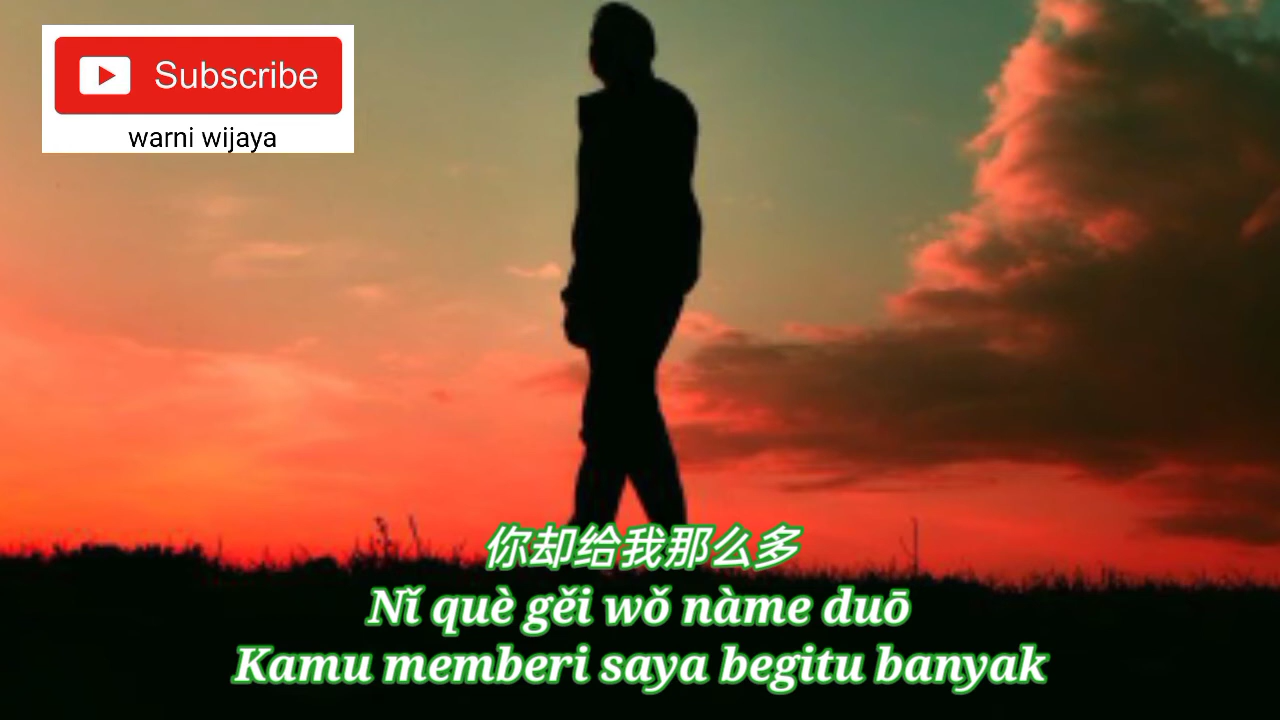 Subscribe
warni wijaya
你却给我那么多
Nǐ què gěi wǒ nàme duō
Kamu memberi saya begitu banyak